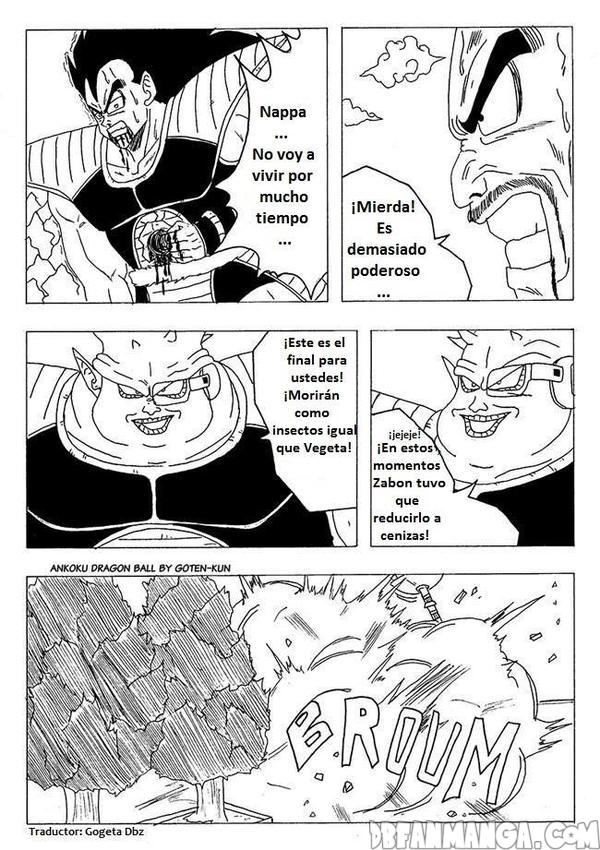 Nappa
...
No voy a
vivir por
mucho
tiempo
...
¡Mierda!
Es
demasiado
poderoso
...
¡Este es el
final para
ustedes!
¡Morirán
como
insectos igual
que Vegeta!
¡jejeje!
¡En estos
momentos
Zabon tuvo
que
reducirlo a
cenizas!
ANKOKU DRAGON BALL BY GOTEN-KUN
BROUM
Traductor: Gogeta Dbz
DBFANMANGA.COM